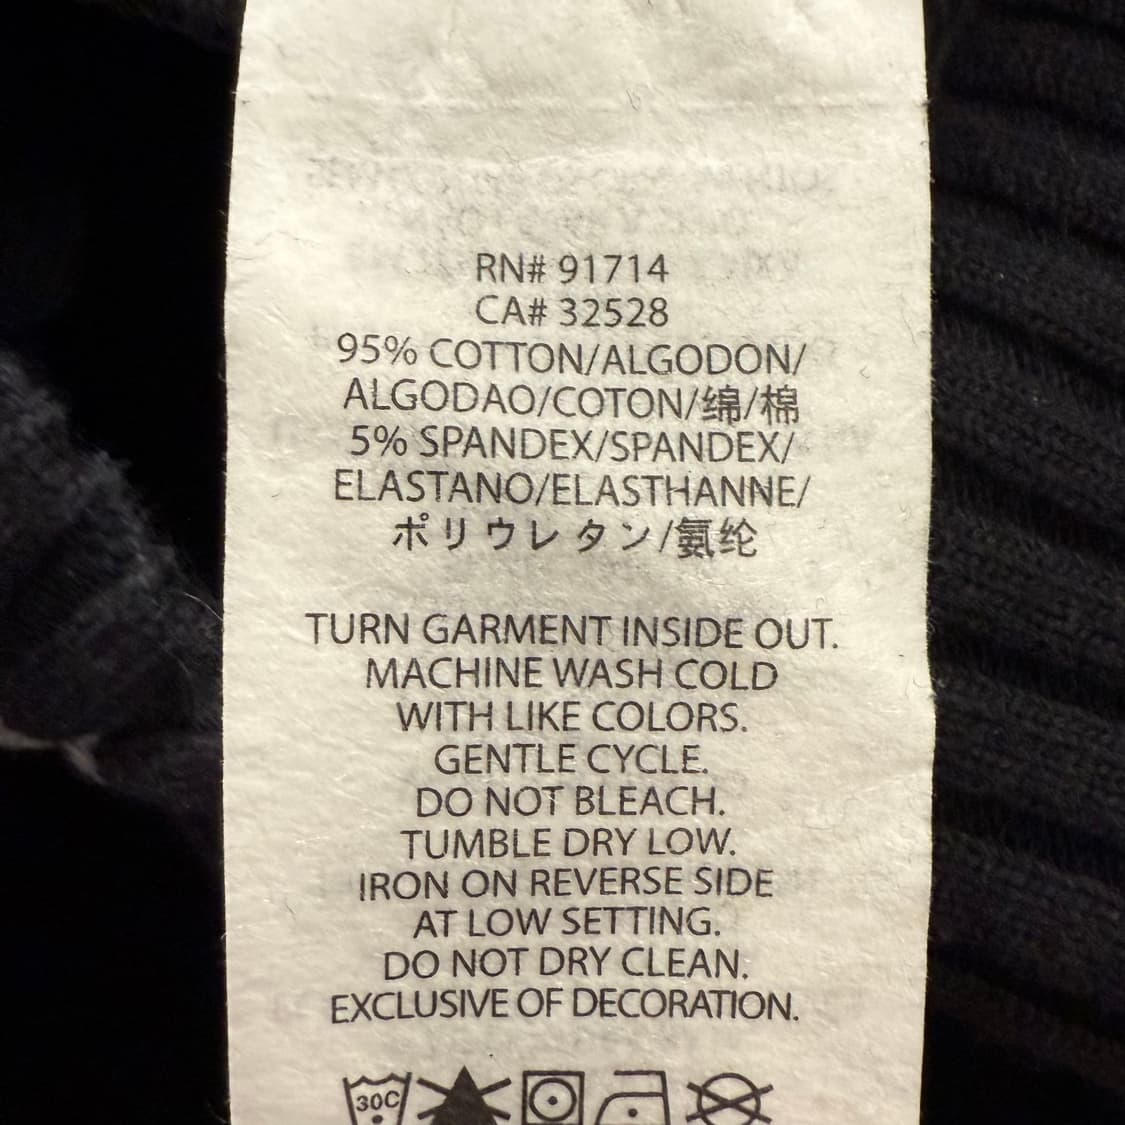 RN# 91714
CA# 32528
95% COTTON/ALGODON/
ALGODAO/COTON/绵/棉
5% SPANDEX/SPANDEX/
ELASTANO/ELASTHANNE/
ポリウレタン/氨纶
TURN GARMENT INSIDE OUT.
MACHINE WASH COLD
WITH LIKE COLORS.
GENTLE CYCLE.
DO NOT BLEACH.
TUMBLE DRY LOW.
IRON ON REVERSE SIDE
AT LOW SETTING.
DO NOT DRY CLEAN.
EXCLUSIVE OF DECORATION.
30C